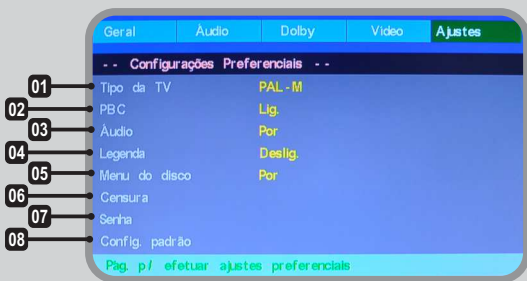 Geral Àudio Dolby Video Ajustes
- - Configurações Preferenciais - -
01 Tipo da TV PAL-M
02 PBC Lig.
03 Àudio Por
04 Legenda Deslig.
05 Menu do disco Por
06 Censura
07 Senha
08 Config. padrão
Pàg. p/ efetuar ajustes preferenciais